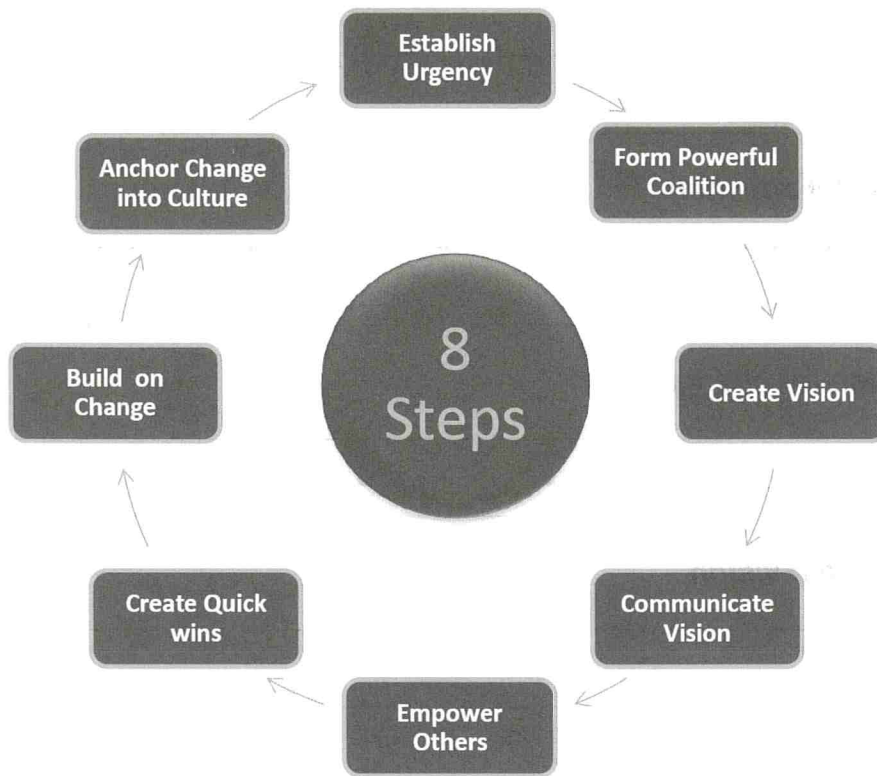 Establish
Urgency
Form Powerful
Coalition
Create Vision
Communicate
Vision
Empower
Others
Create Quick
wins
Build on
Change
Anchor Change
into Culture
8
Steps